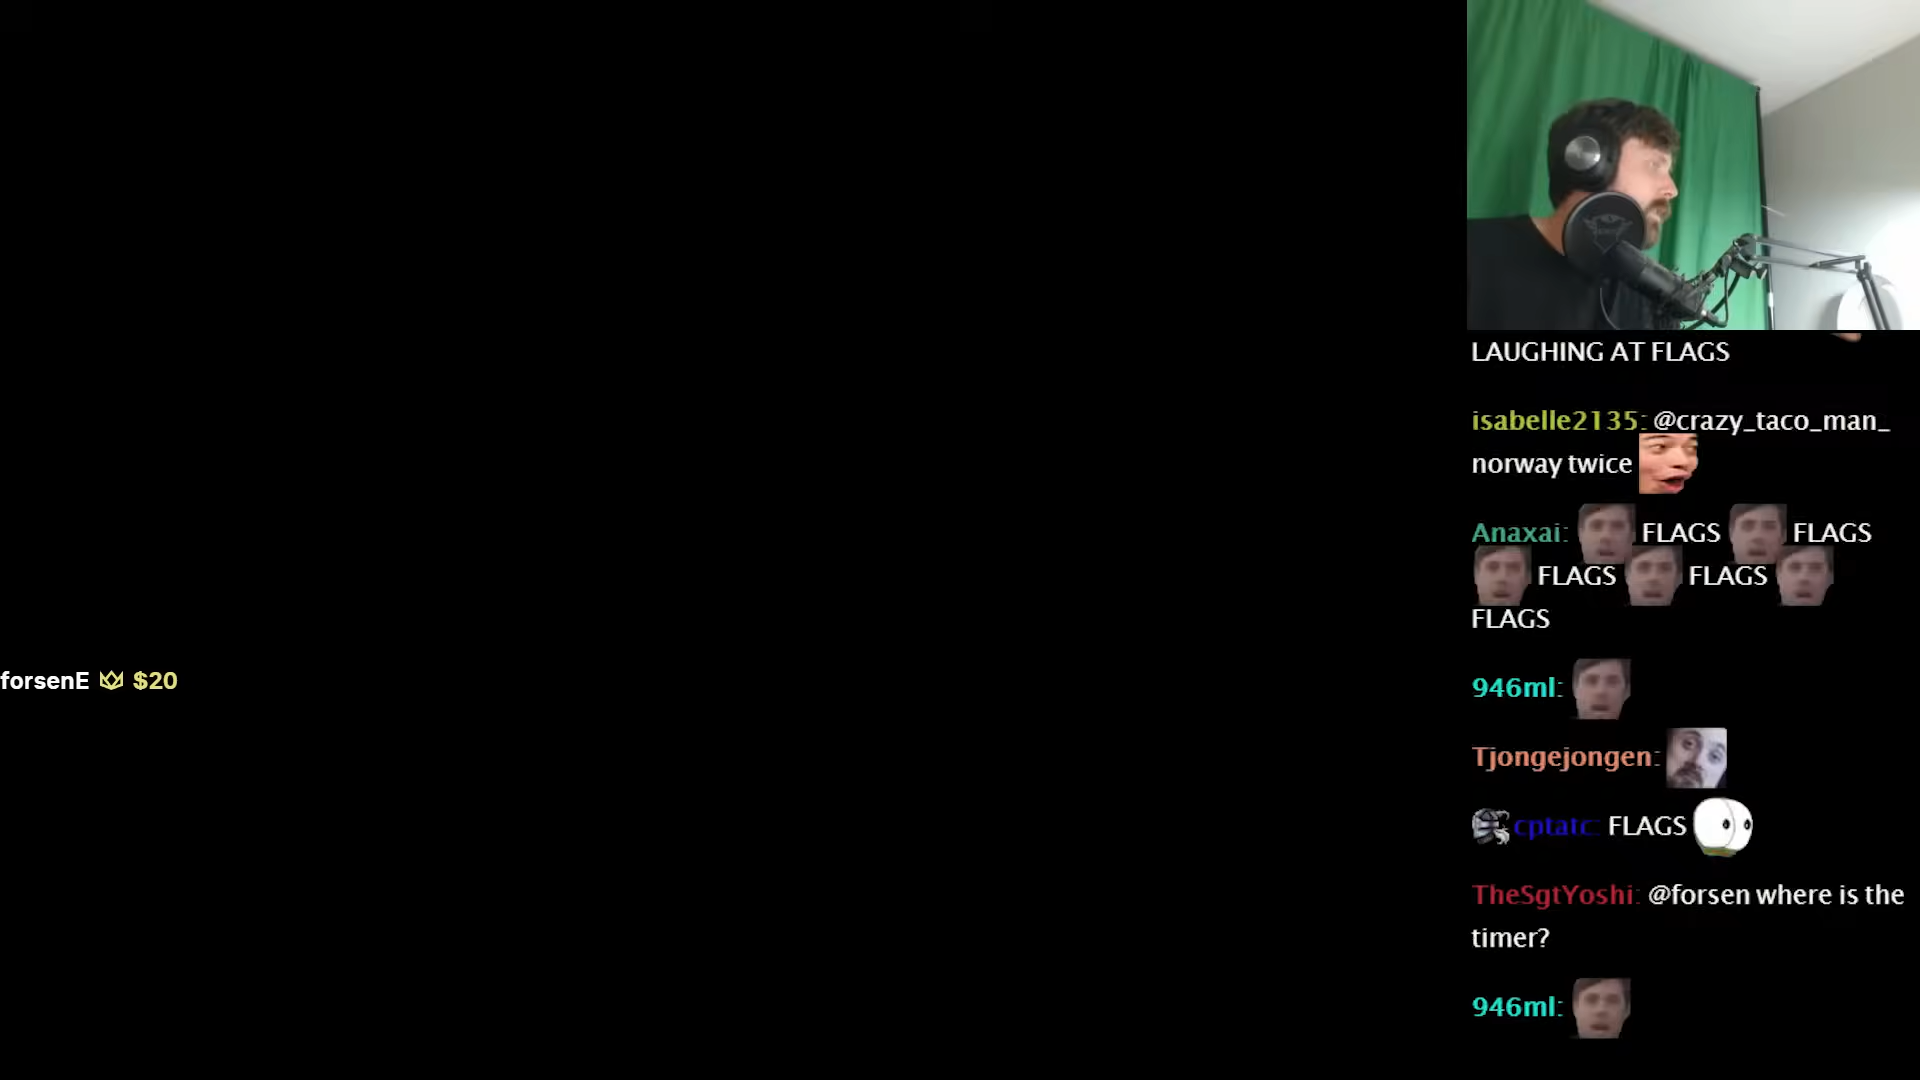 LAUGHING AT FLAGS
isabelle2135: @crazy_taco_man_
norway twice
Anaxai: FLAGS FLAGS
FLAGS FLAGS
FLAGS
forsenE $20
946ml:
Tjongejongen:
cptatc: FLAGS
TheSgtYoshi: @forsen where is the
timer?
946ml: